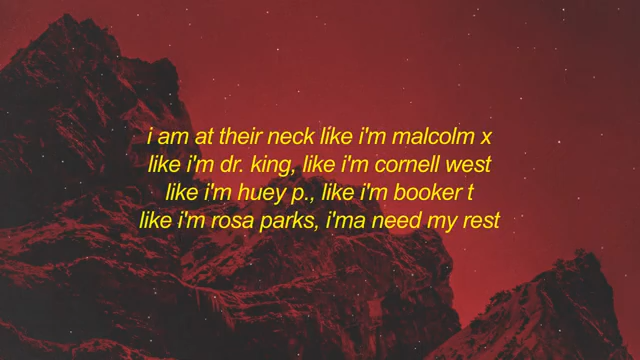 i am at their neck like i'm malcolm x
like i'm dr. king, like i'm cornell west
like i'm huey p., like i'm booker t
like i'm rosa parks, i'ma need my rest